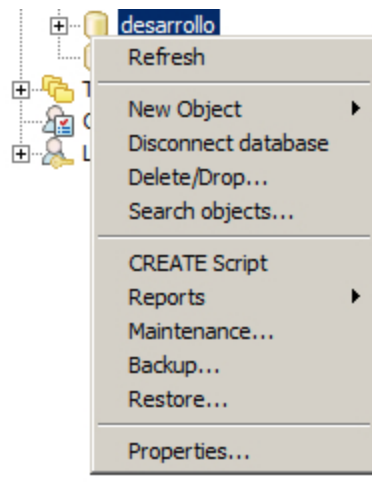 desarrollo
Refresh
New Object
Disconnect database
Delete/Drop...
Search objects...
CREATE Script
Reports
Maintenance...
Backup...
Restore...
Properties...